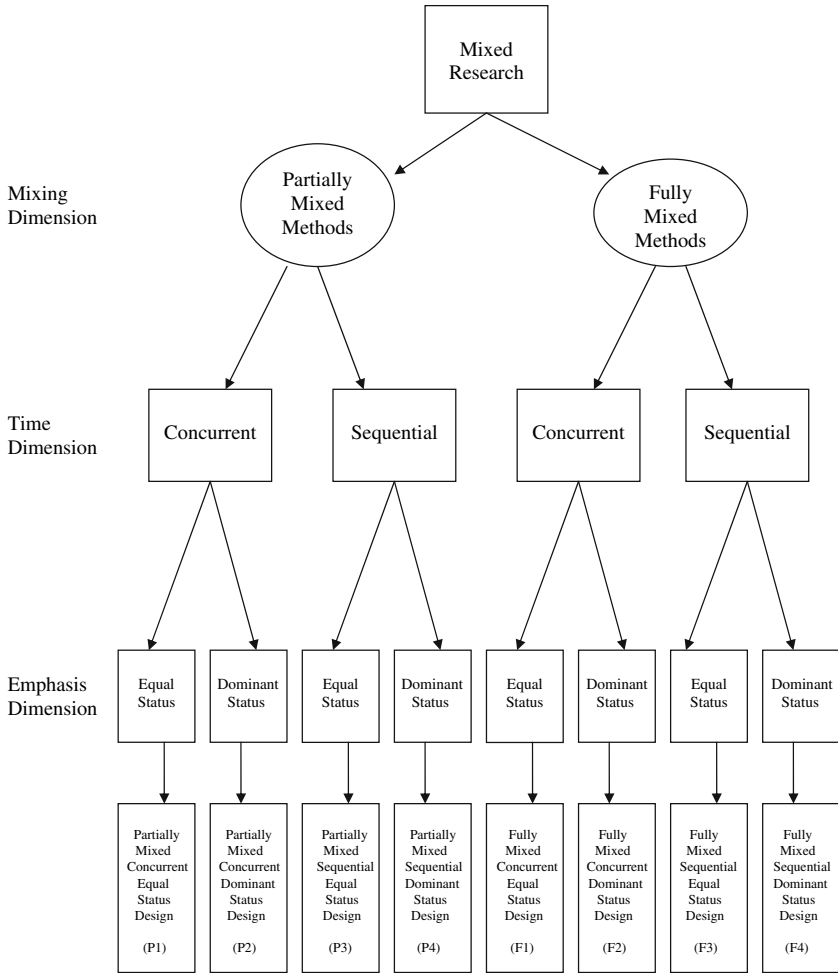 Mixed
Research
Mixing
Dimension
Partially
Mixed
Methods
Fully
Mixed
Methods
Time
Dimension
Concurrent
Sequential
Concurrent
Sequential
Emphasis
Dimension
Equal
Status
Dominant
Status
Equal
Status
Dominant
Status
Equal
Status
Dominant
Status
Equal
Status
Dominant
Status
Partially
Mixed
Concurrent
Equal
Status
Design
(P1)
Partially
Mixed
Concurrent
Dominant
Status
Design
(P2)
Partially
Mixed
Sequential
Equal
Status
Design
(P3)
Partially
Mixed
Sequential
Dominant
Status
Design
(P4)
Fully
Mixed
Concurrent
Equal
Status
Design
(F1)
Fully
Mixed
Concurrent
Dominant
Status
Design
(F2)
Fully
Mixed
Sequential
Equal
Status
Design
(F3)
Fully
Mixed
Sequential
Dominant
Status
Design
(F4)